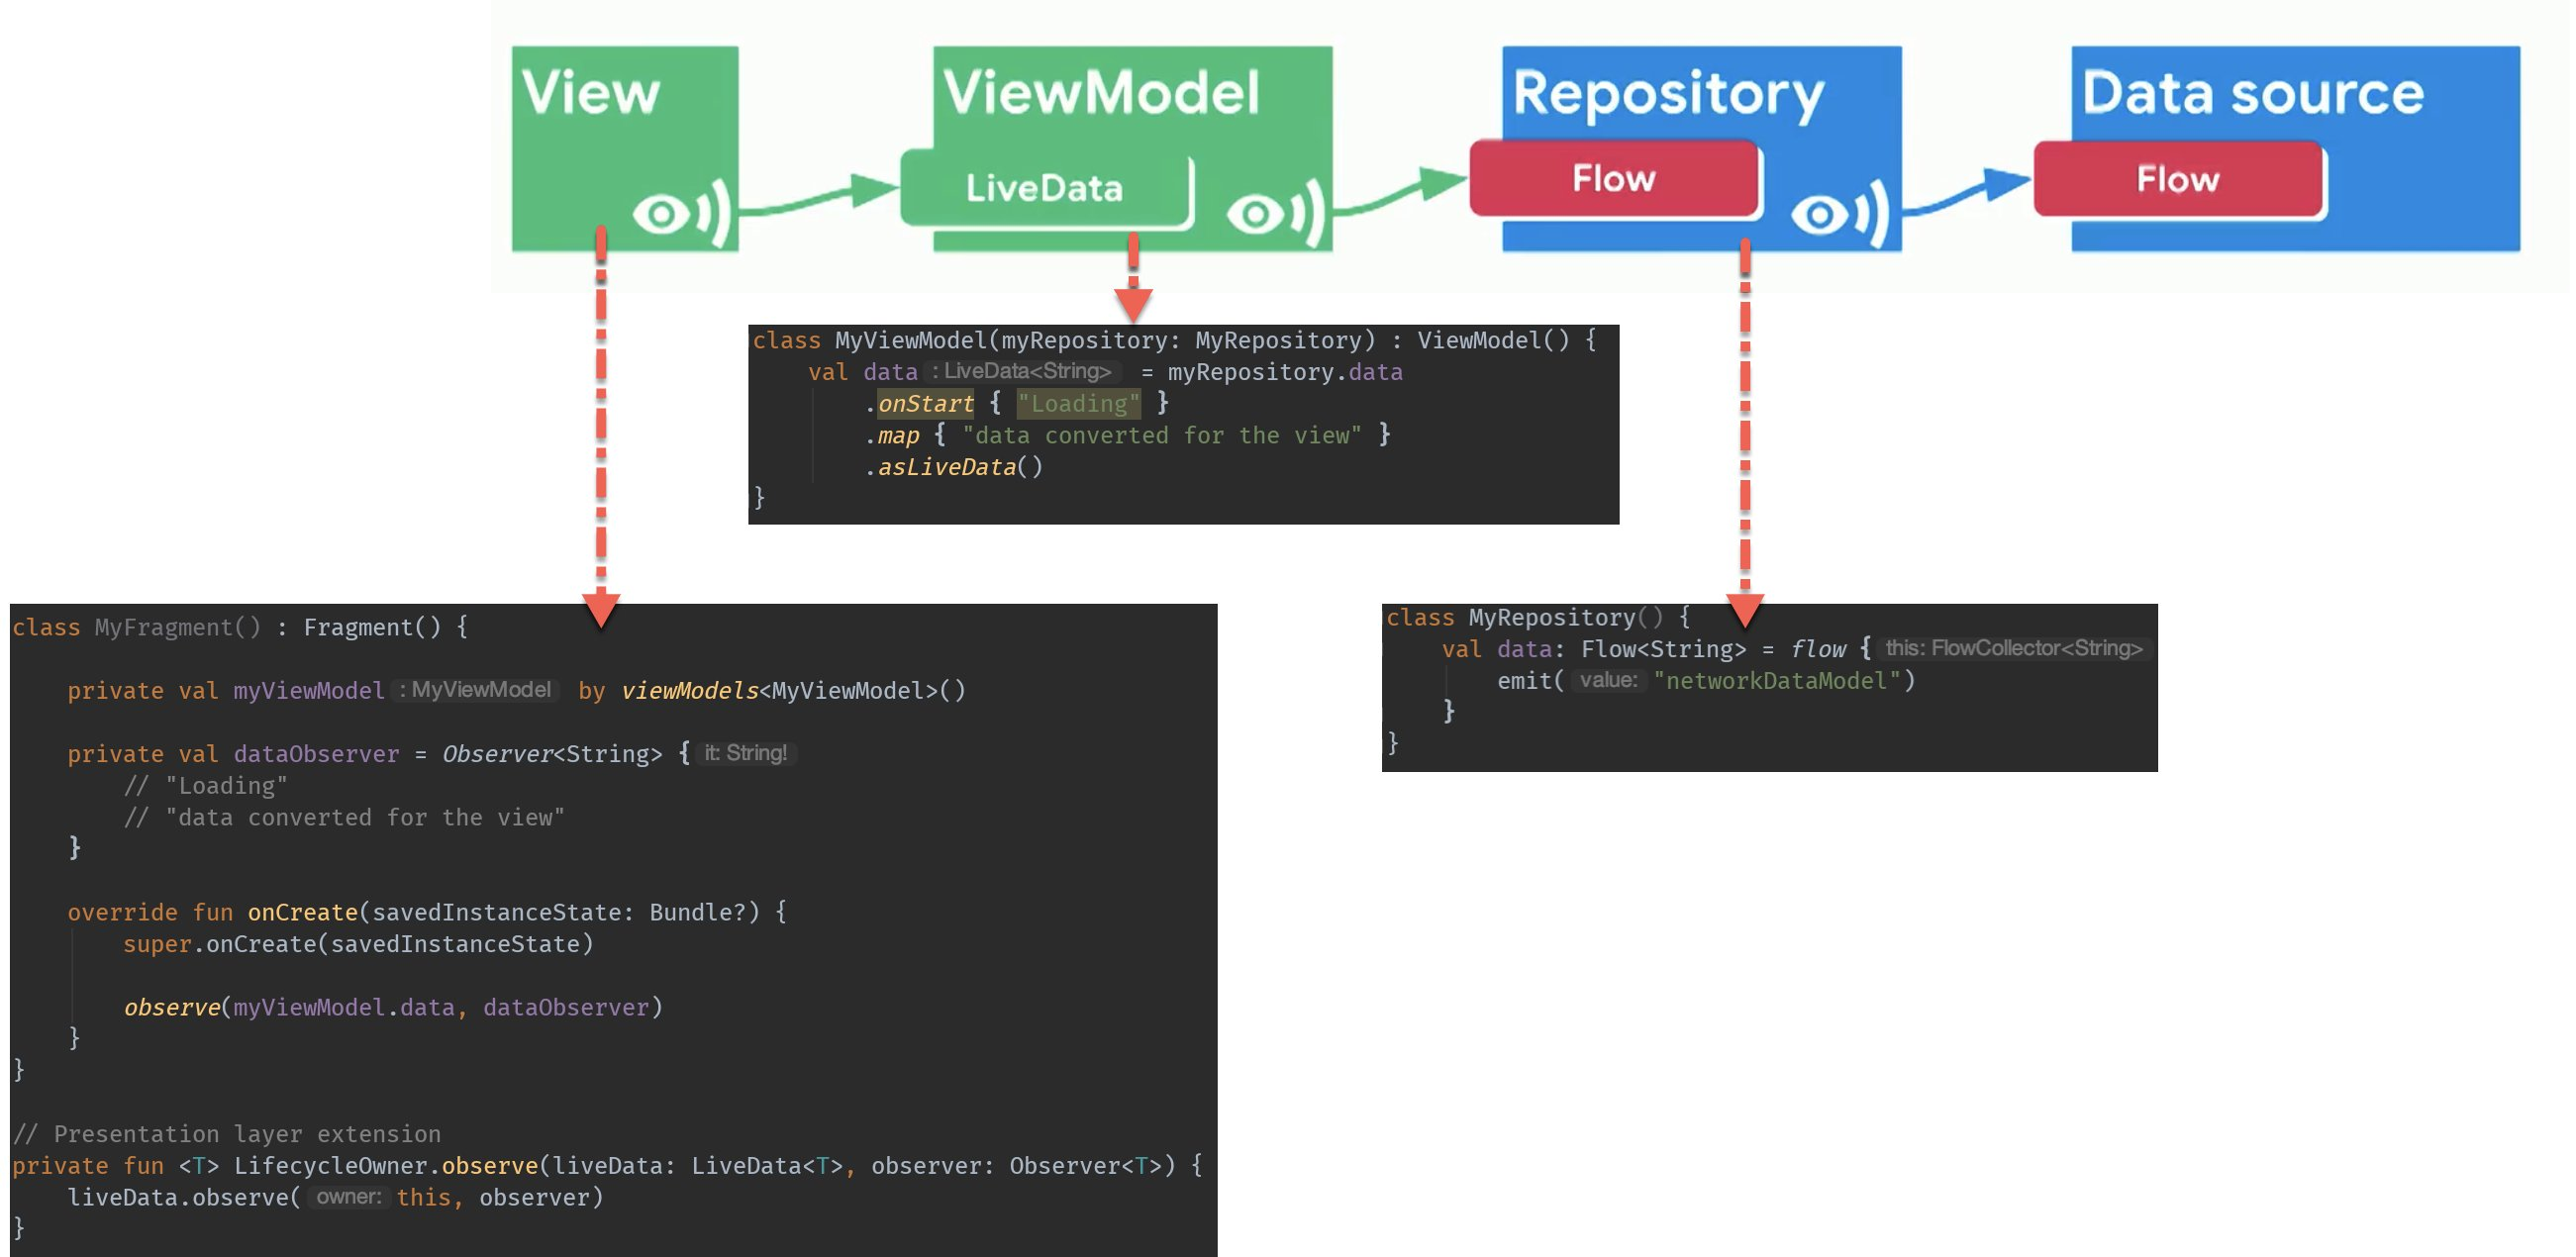 View
ViewModel
LiveData
Repository
Flow
Data source
Flow
class MyViewModel(myRepository: MyRepository) : ViewModel() {
    val data : LiveData<String> = myRepository.data
        .onStart { "Loading" }
        .map { "data converted for the view" }
        .asLiveData()
}
class MyFragment() : Fragment() {
    private val myViewModel : MyViewModel by viewModels<MyViewModel>()
    private val dataObserver = Observer<String> { it: String!
        // "Loading"
        // "data converted for the view"
    }
    override fun onCreate(savedInstanceState: Bundle?) {
        super.onCreate(savedInstanceState)
        observe(myViewModel.data, dataObserver)
    }
}
// Presentation layer extension
private fun <T> LifecycleOwner.observe(liveData: LiveData<T>, observer: Observer<T>) {
    liveData.observe( owner: this, observer)
}
class MyRepository() {
    val data: Flow<String> = flow { this: FlowCollector<String>
        emit( value: "networkDataModel")
    }
}